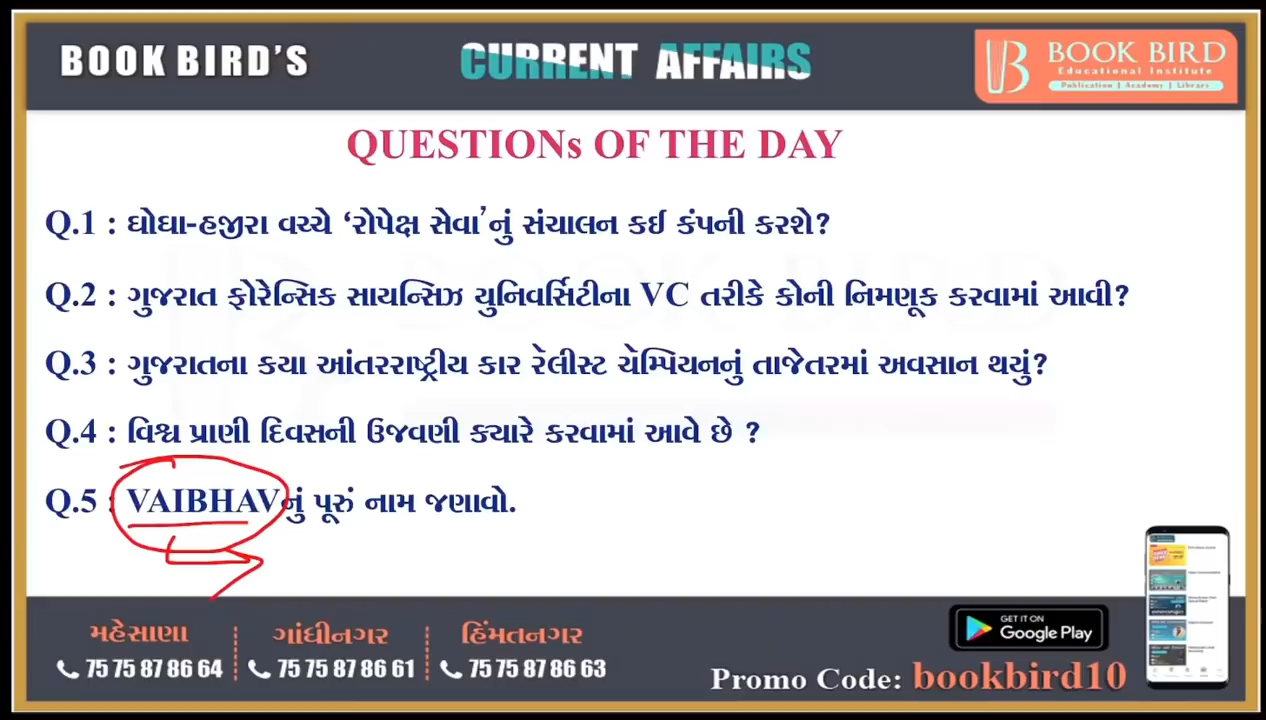 BOOK BIRD'S
CURRENT AFFAIRS
BOOK BIRD
Educational Institute
Publication | Academy | Library
QUESTIONs OF THE DAY
Q.1 : ઘોઘા-હજીરા વચ્ચે ‘રોપેક્ષ સેવા’નું સંચાલન કઈ કંપની કરશે?
Q.2 : ગુજરાત ફોરેન્સિક સાયન્સિઝ યુનિવર્સિટીના VC તરીકે કોની નિમણૂક કરવામાં આવી?
Q.3 : ગુજરાતના કયા આંતરરાષ્ટ્રીય કાર રેલીસ્ટ ચેમ્પિયનનું તાજેતરમાં અવસાન થયું?
Q.4 : વિશ્વ પ્રાણી દિવસની ઉજવણી ક્યારે કરવામાં આવે છે ?
Q.5 : VAIBHAVનું પૂરું નામ જણાવો.
મહેસાણા
75 75 87 86 64
ગાંધીનગર
75 75 87 86 61
હિંમતનગર
75 75 87 86 63
GET IT ON
Google Play
Promo Code: bookbird10